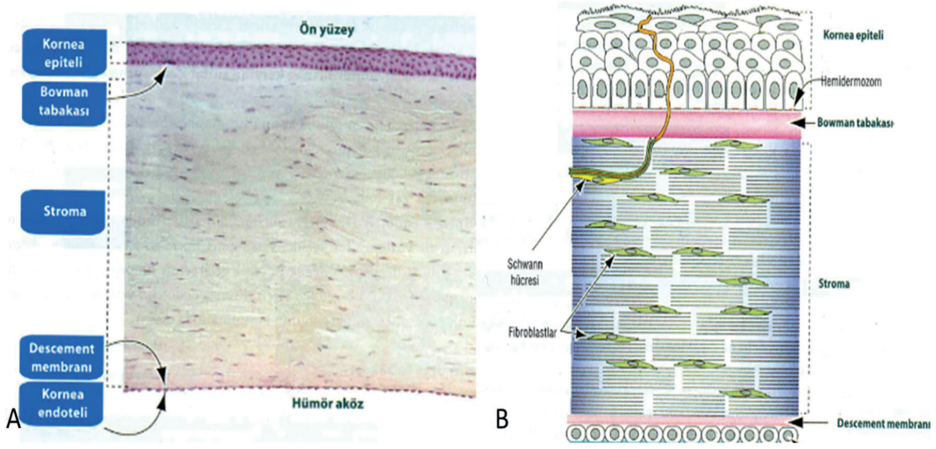 Ön yüzey
Kornea
epiteli
Bovman
tabakası
Stroma
Descement
membranı
Kornea
endoteli
Hümör aköz
A
Kornea epiteli
Hemidermozom
Bowman tabakası
Schwann
hücresi
Stroma
Fibroblastlar
Descement membranı
B